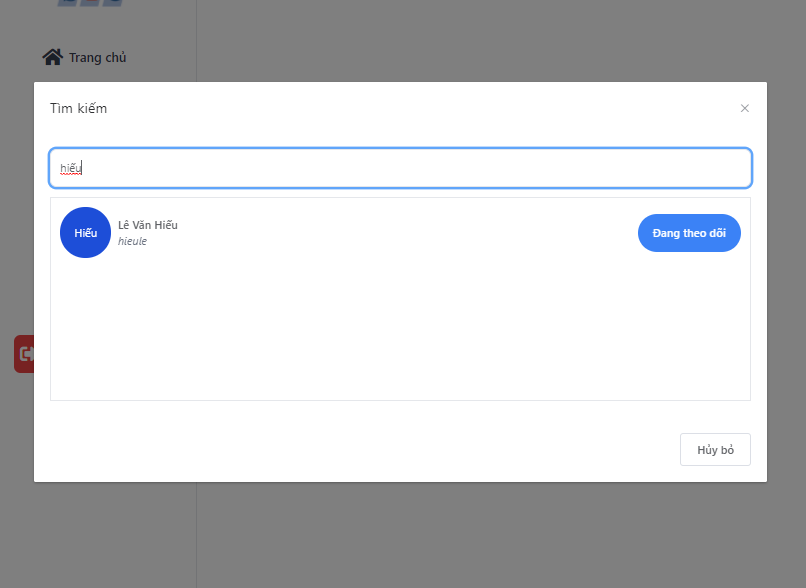 Trang chủ
Tìm kiếm
hiếu
Hiếu
Lê Văn Hiếu
hieule
Đang theo dõi
Hủy bỏ